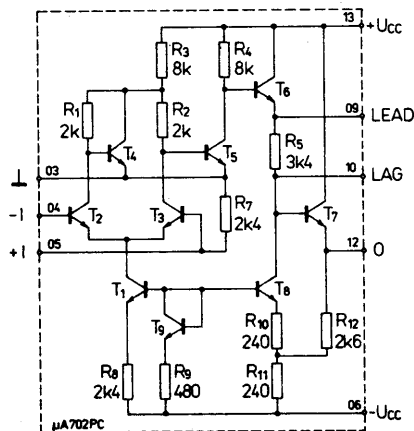 13
+Ucc
R3
8k
R4
8k
T6
09
LEAD
R1
2k
R2
2k
T4
T5
R5
3k4
10
LAG
⊥
03
-I
04
T2
T3
R7
2k4
T7
+I
05
12
O
T1
T8
T9
R10
240
R12
2k6
R8
2k4
R9
480
R11
240
06
-Ucc
μA702PC